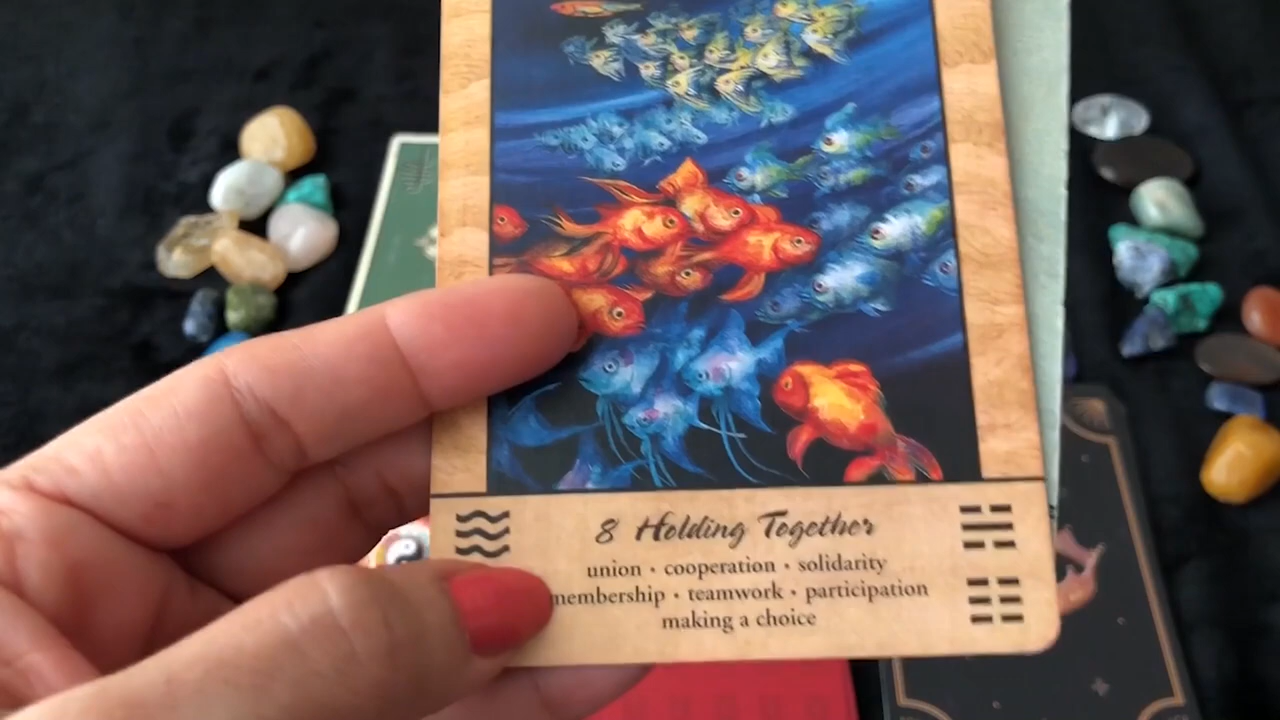 8 Holding Together
union • cooperation • solidarity
membership • teamwork • participation
making a choice